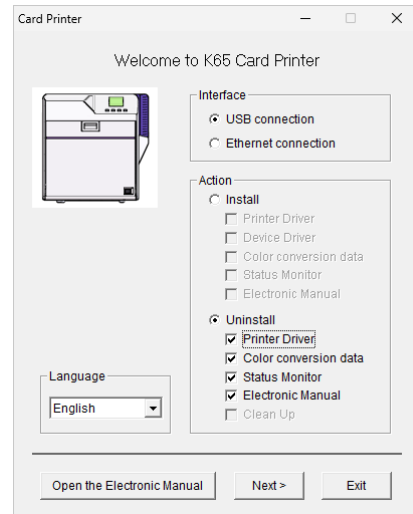 Card Printer
Welcome to K65 Card Printer
Interface
USB connection
Ethernet connection
Action
Install
Printer Driver
Device Driver
Color conversion data
Status Monitor
Electronic Manual
Uninstall
Printer Driver
Color conversion data
Status Monitor
Electronic Manual
Clean Up
Language
English
Open the Electronic Manual
Next >
Exit